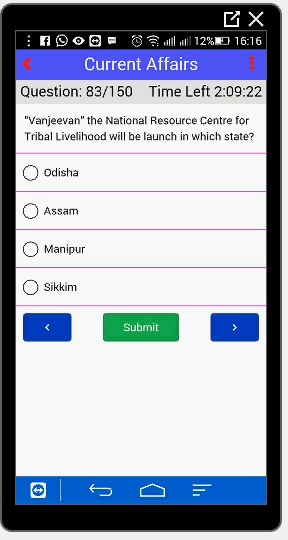 12% 16:16
Current Affairs
Question: 83/150 Time Left 2:09:22
"Vanjeevan" the National Resource Centre for
Tribal Livelihood will be launch in which state?
Odisha
Assam
Manipur
Sikkim
< Submit >